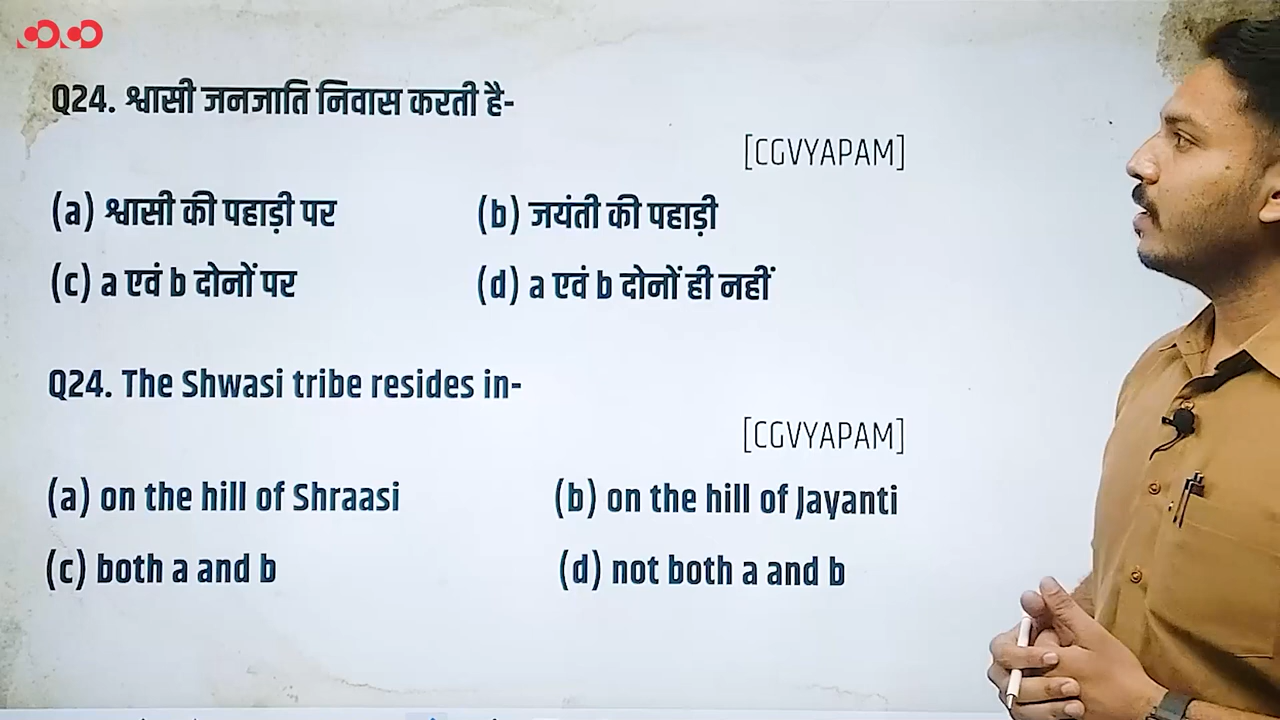 Q24. श्वासी जनजाति निवास करती है-
[CGVYAPAM]
(a) श्वासी की पहाड़ी पर (b) जयंती की पहाड़ी
(c) a एवं b दोनों पर (d) a एवं b दोनों ही नहीं
Q24. The Shwasi tribe resides in-
[CGVYAPAM]
(a) on the hill of Shraasi (b) on the hill of Jayanti
(c) both a and b (d) not both a and b